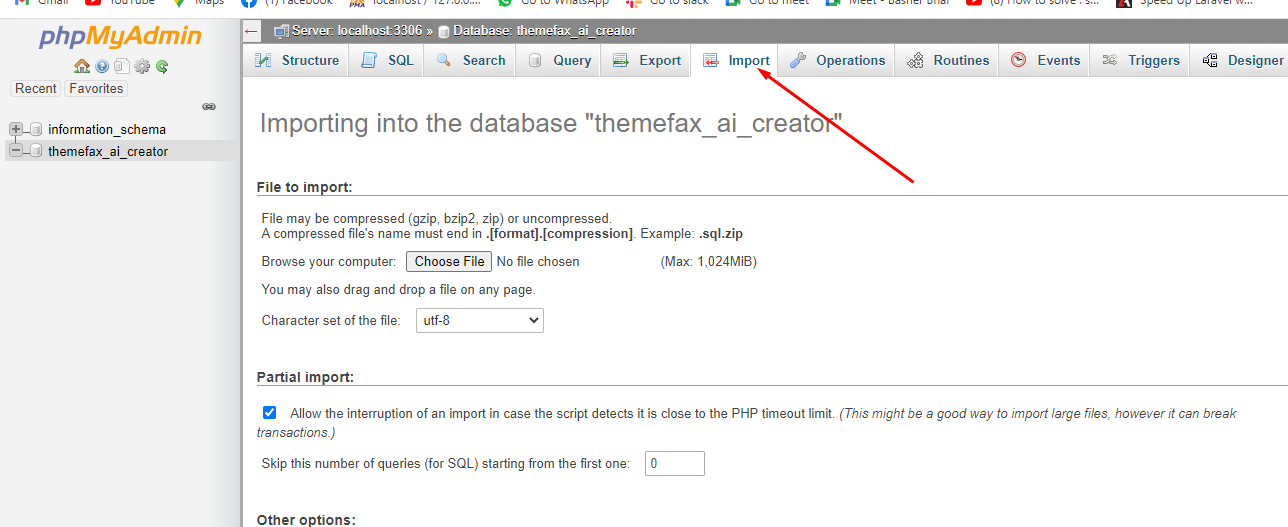 Gmail YouTube Maps (1) Facebook localhost / 127.0.0.... Go to WhatsApp Go to slack Go to meet Meet - Basher Bhai (8) How to solve : s... Speed Up Laravel w...
phpMyAdmin
Recent Favorites
information_schema
themefax_ai_creator
Server: localhost:3306 » Database: themefax_ai_creator
Structure SQL Search Query Export Import Operations Routines Events Triggers Designer
Importing into the database "themefax_ai_creator"
File to import:
File may be compressed (gzip, bzip2, zip) or uncompressed.
A compressed file's name must end in .[format].[compression]. Example: .sql.zip
Browse your computer: Choose File No file chosen (Max: 1,024MiB)
You may also drag and drop a file on any page.
Character set of the file: utf-8
Partial import:
Allow the interruption of an import in case the script detects it is close to the PHP timeout limit. (This might be a good way to import large files, however it can break
transactions.)
Skip this number of queries (for SQL) starting from the first one: 0
Other options: